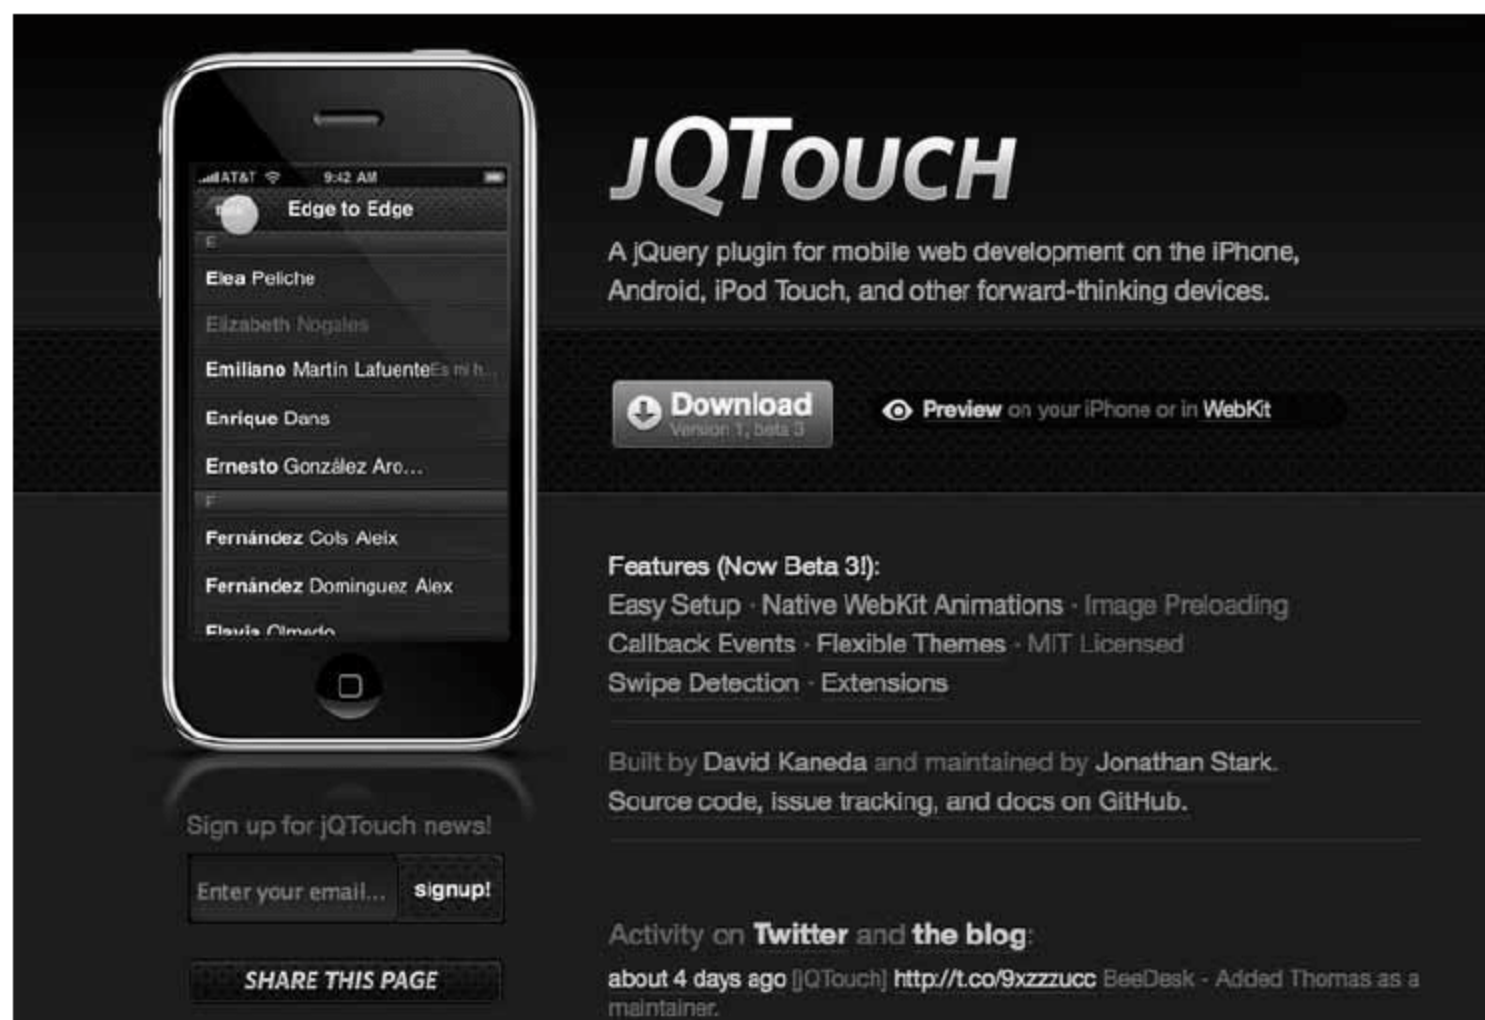 AT&T 9:42 AM
Edge to Edge
E
Elea Peliche
Elizabeth Nogales
Emiliano Martin LafuenteEs mi h...
Enrique Dans
Ernesto González Aro...
F
Fernández Cols Aleix
Fernández Dominguez Alex
Flavia Olmedo
Sign up for jQTouch news!
Enter your email... signup!
SHARE THIS PAGE
jQTouch
A jQuery plugin for mobile web development on the iPhone,
Android, iPod Touch, and other forward-thinking devices.
Download
Version 1, beta 3
Preview on your iPhone or in WebKit
Features (Now Beta 3!):
Easy Setup · Native WebKit Animations · Image Preloading
Callback Events · Flexible Themes · MIT Licensed
Swipe Detection · Extensions
Built by David Kaneda and maintained by Jonathan Stark.
Source code, issue tracking, and docs on GitHub.
Activity on Twitter and the blog:
about 4 days ago [jQTouch] http://t.co/9xzzzucc BeeDesk - Added Thomas as a
maintainer.